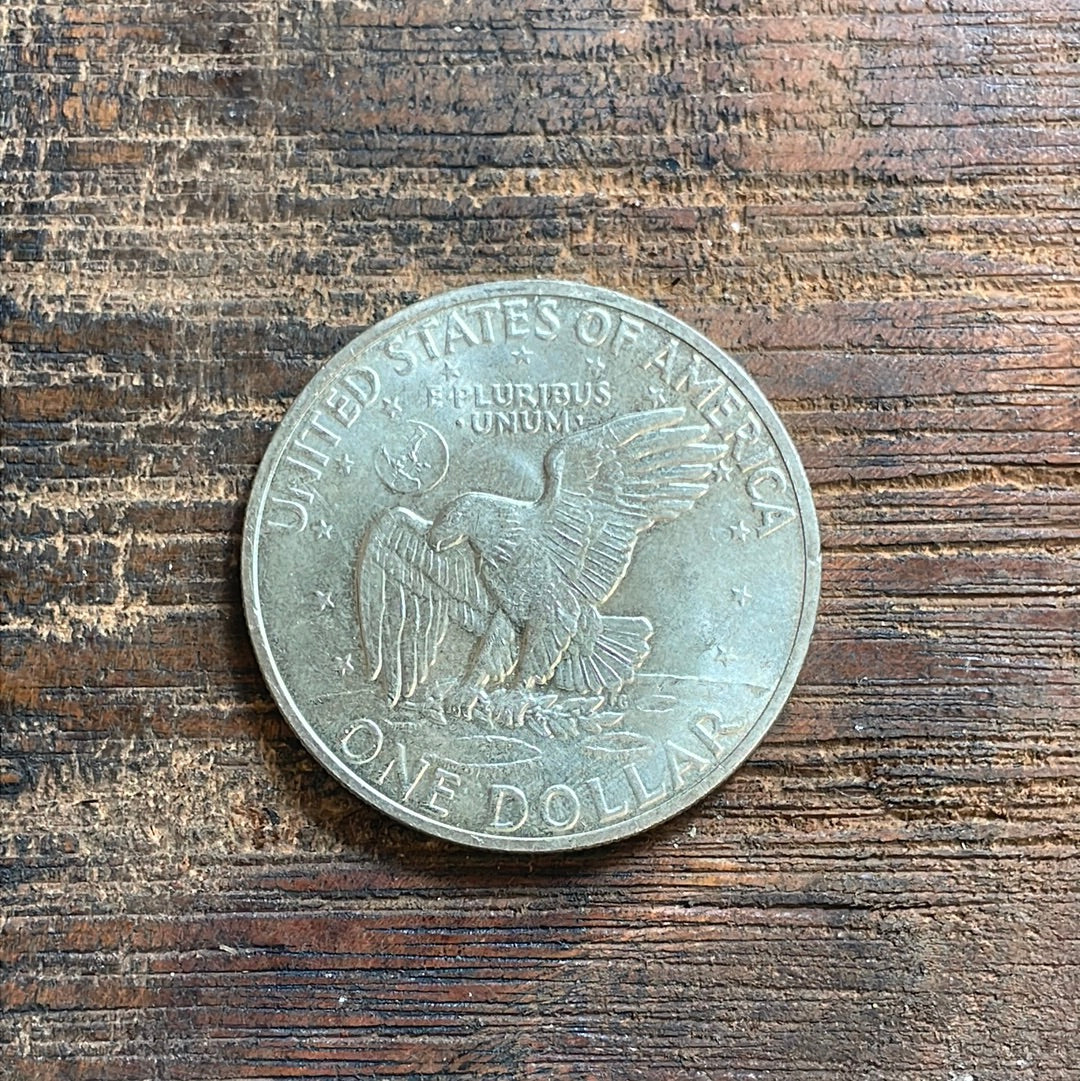 UNITED STATES OF AMERICA
E PLURIBUS
·UNUM·
ONE DOLLAR